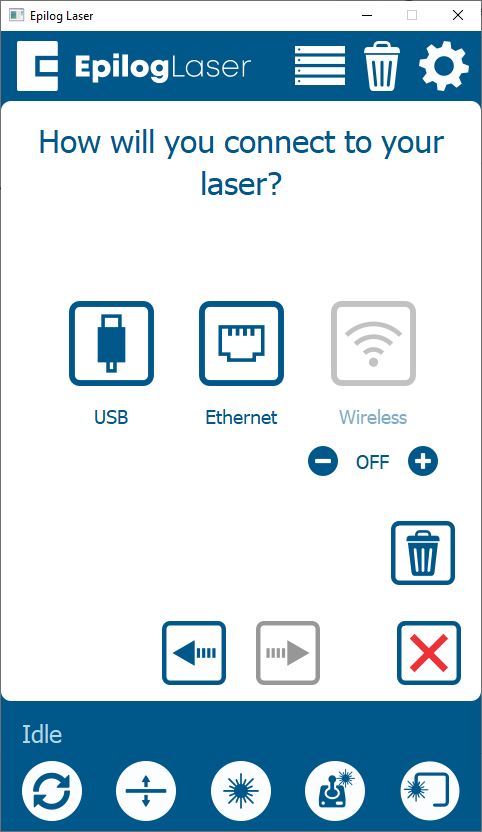 Epilog Laser
EpilogLaser
How will you connect to your
laser?
USB Ethernet Wireless
OFF
Idle